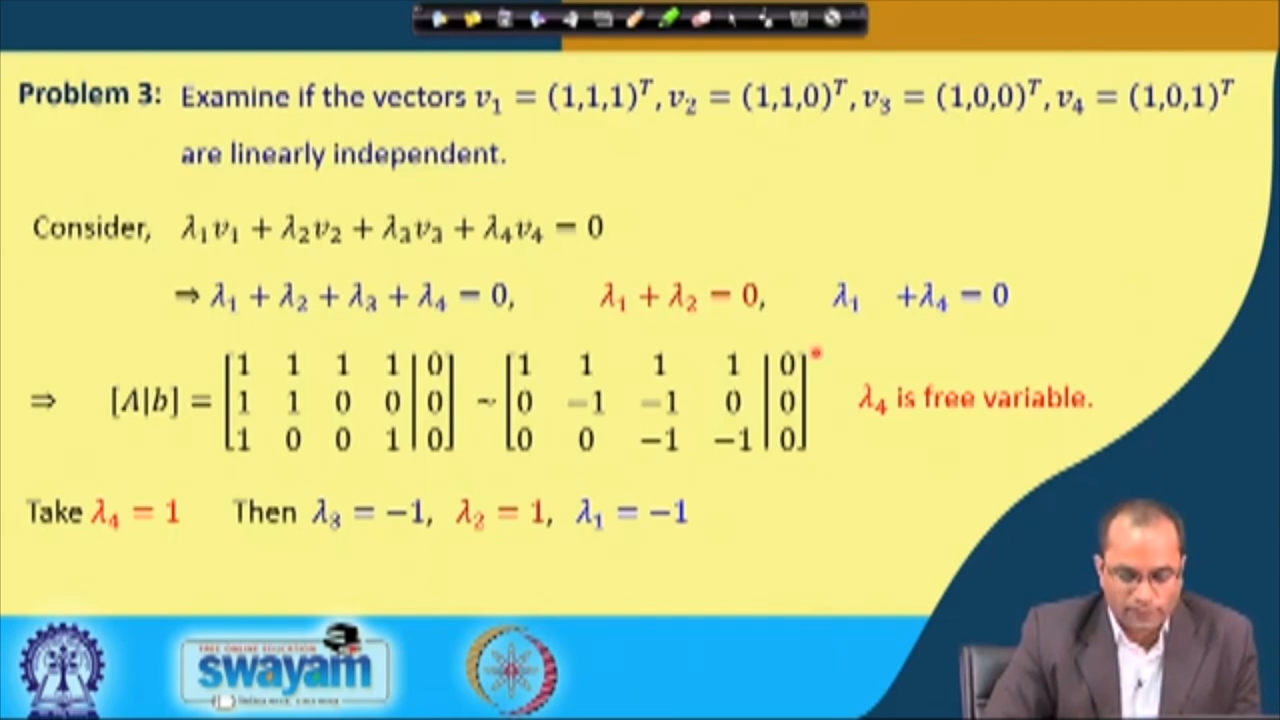 Problem 3: Examine if the vectors v₁ = (1,1,1)ᵀ, v₂ = (1,1,0)ᵀ, v₃ = (1,0,0)ᵀ, v₄ = (1,0,1)ᵀ
are linearly independent.
Consider, λ₁v₁ + λ₂v₂ + λ₃v₃ + λ₄v₄ = 0
⇒ λ₁ + λ₂ + λ₃ + λ₄ = 0, λ₁ + λ₂ = 0, λ₁ +λ₄ = 0
⇒ [A|b] = [1 1 1 1 | 0; 1 1 0 0 | 0; 1 0 0 1 | 0] ~ [1 1 1 1 | 0; 0 −1 −1 0 | 0; 0 0 −1 −1 | 0] λ₄ is free variable.
Take λ₄ = 1 Then λ₃ = −1, λ₂ = 1, λ₁ = −1
FREE ONLINE EDUCATION
swayam